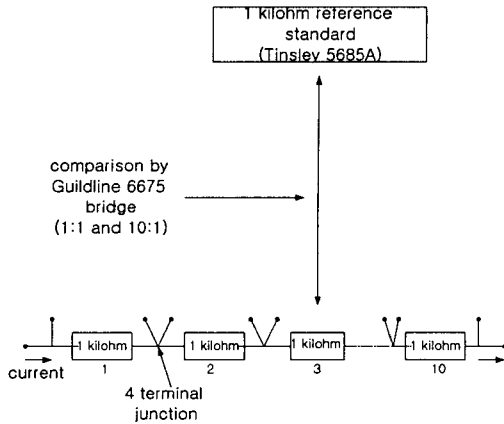 1 kilohm reference
standard
(Tinsley 5685A)
comparison by
Guildline 6675
bridge
(1:1 and 10:1)
1 kilohm
1 kilohm
1 kilohm
1 kilohm
current
1
2
3
10
4 terminal
junction